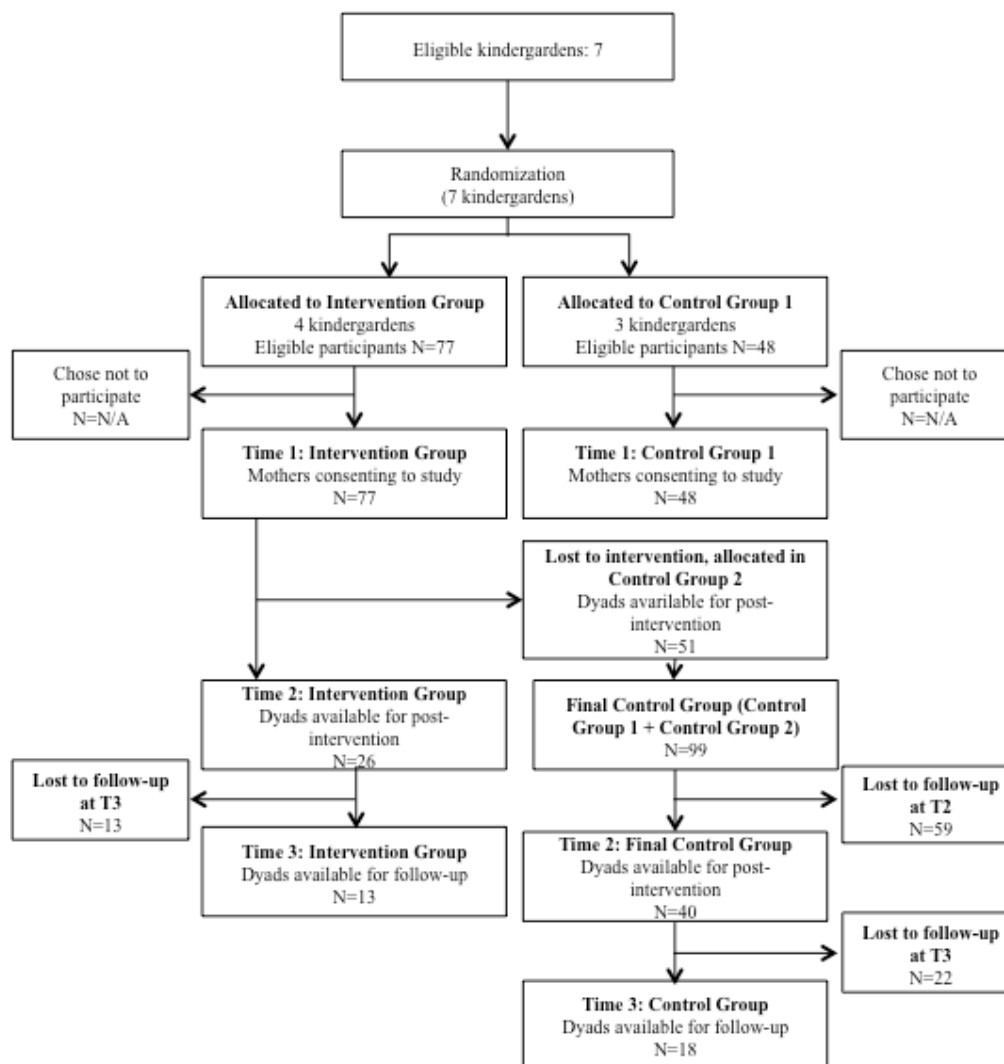 Eligible kindergardens: 7
Randomization
(7 kindergardens)
Allocated to Intervention Group
4 kindergardens
Eligible participants N=77
Allocated to Control Group 1
3 kindergardens
Eligible participants N=48
Chose not to
participate
N=N/A
Chose not to
participate
N=N/A
Time 1: Intervention Group
Mothers consenting to study
N=77
Time 1: Control Group 1
Mothers consenting to study
N=48
Lost to intervention, allocated in
Control Group 2
Dyads avarilable for post-
intervention
N=51
Time 2: Intervention Group
Dyads available for post-
intervention
N=26
Final Control Group (Control
Group 1 + Control Group 2)
N=99
Lost to follow-up
at T3
N=13
Lost to follow-up
at T2
N=59
Time 3: Intervention Group
Dyads available for follow-up
N=13
Time 2: Final Control Group
Dyads available for post-
intervention
N=40
Lost to follow-up
at T3
N=22
Time 3: Control Group
Dyads available for follow-up
N=18